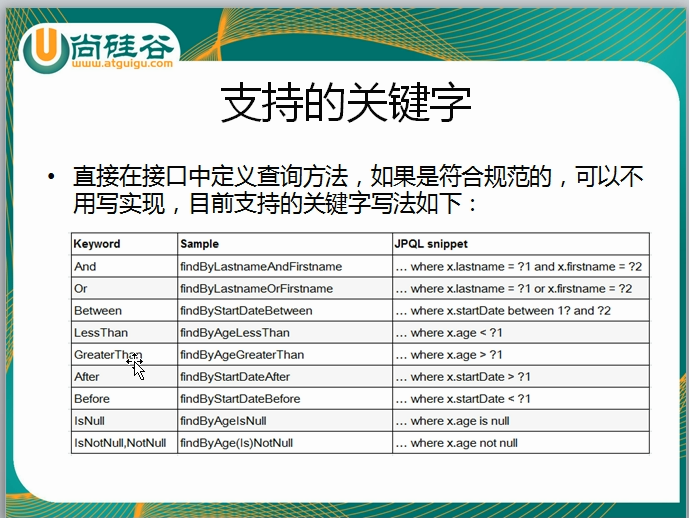 尚硅谷
www.atguigu.com
支持的关键字
• 直接在接口中定义查询方法，如果是符合规范的，可以不
用写实现，目前支持的关键字写法如下：
Keyword Sample JPQL snippet
And findByLastnameAndFirstname … where x.lastname = ?1 and x.firstname = ?2
Or findByLastnameOrFirstname … where x.lastname = ?1 or x.firstname = ?2
Between findByStartDateBetween … where x.startDate between 1? and ?2
LessThan findByAgeLessThan … where x.age < ?1
GreaterThan findByAgeGreaterThan … where x.age > ?1
After findByStartDateAfter … where x.startDate > ?1
Before findByStartDateBefore … where x.startDate < ?1
IsNull findByAgeIsNull … where x.age is null
IsNotNull,NotNull findByAge(Is)NotNull … where x.age not null